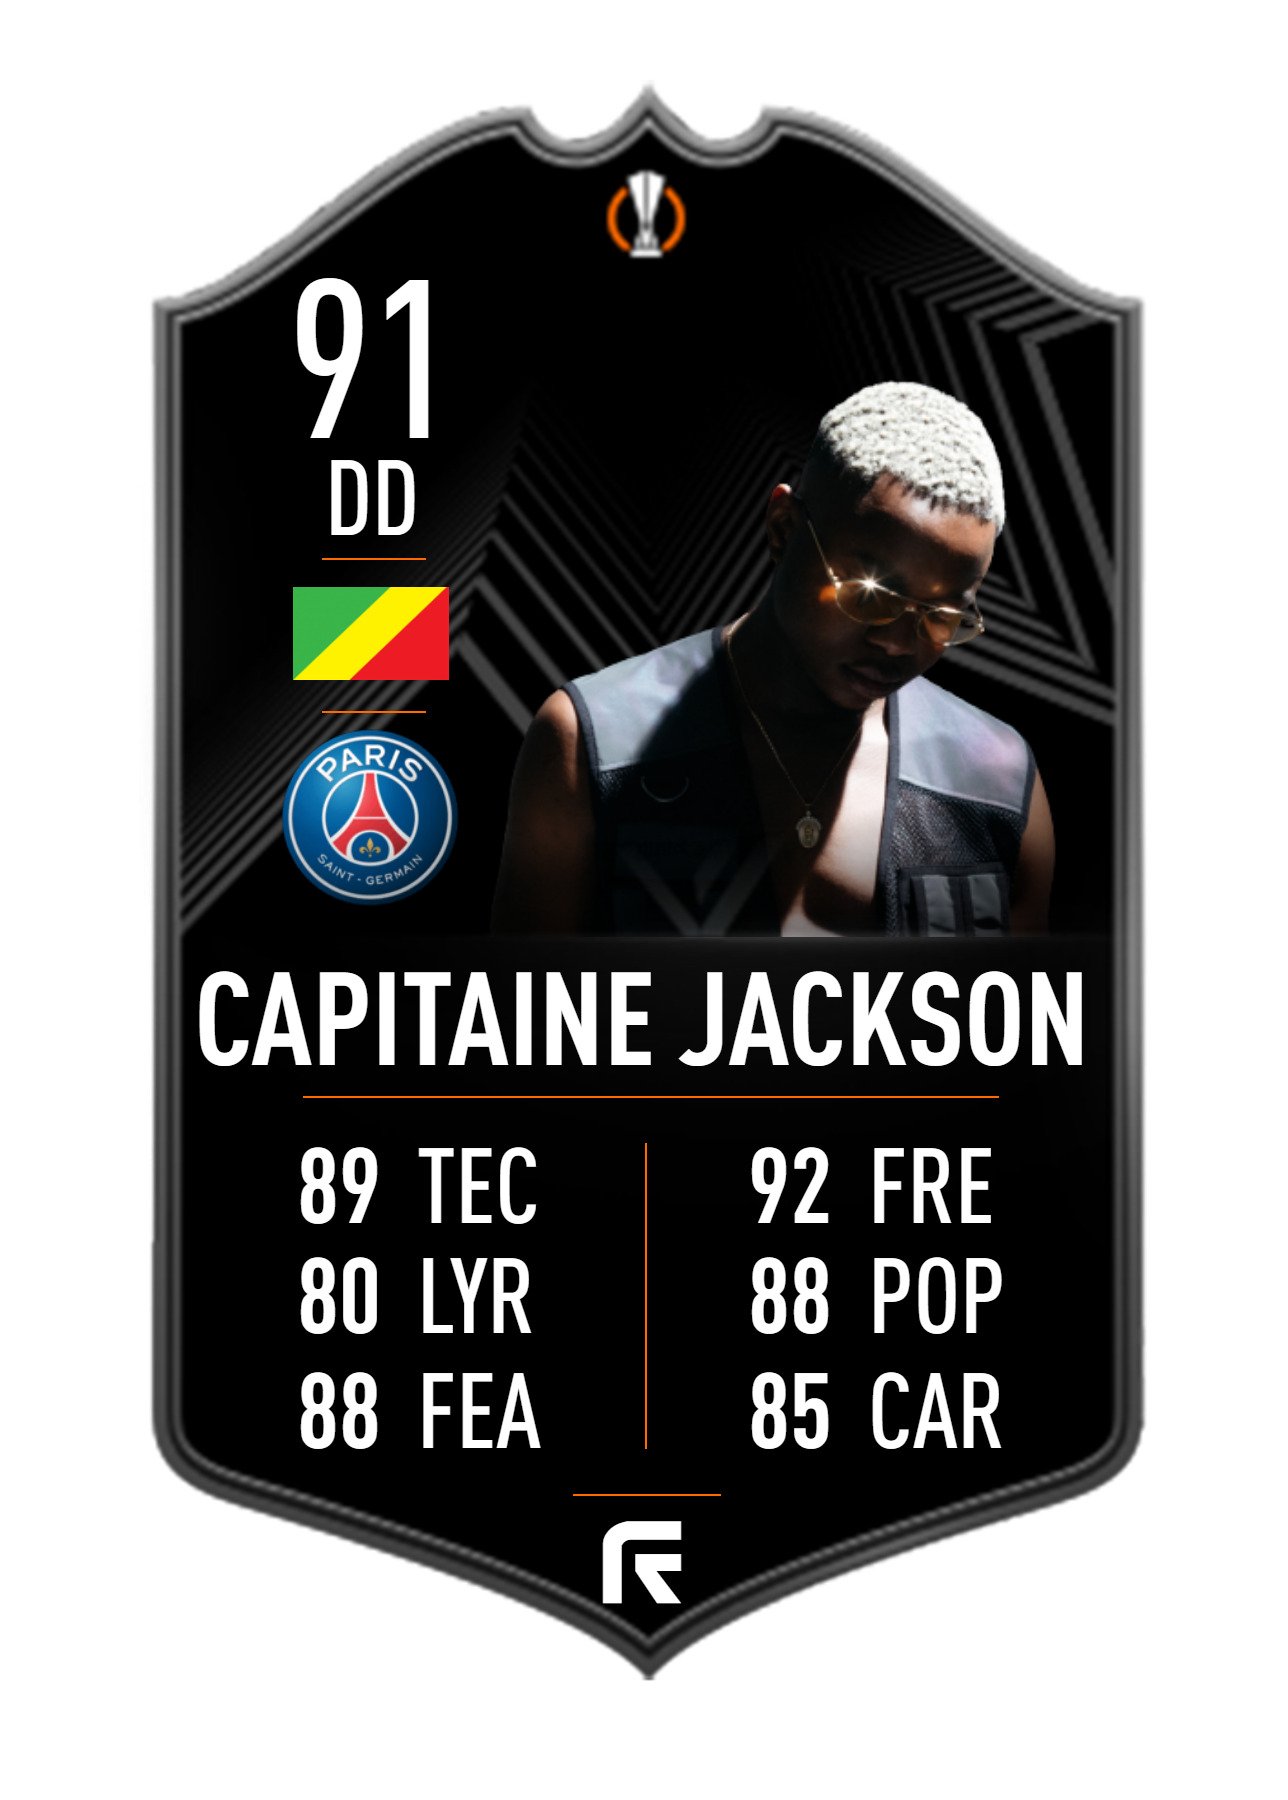 91
DD
PARIS
SAINT - GERMAIN
CAPITAINE JACKSON
89 TEC
80 LYR
88 FEA
92 FRE
88 POP
85 CAR